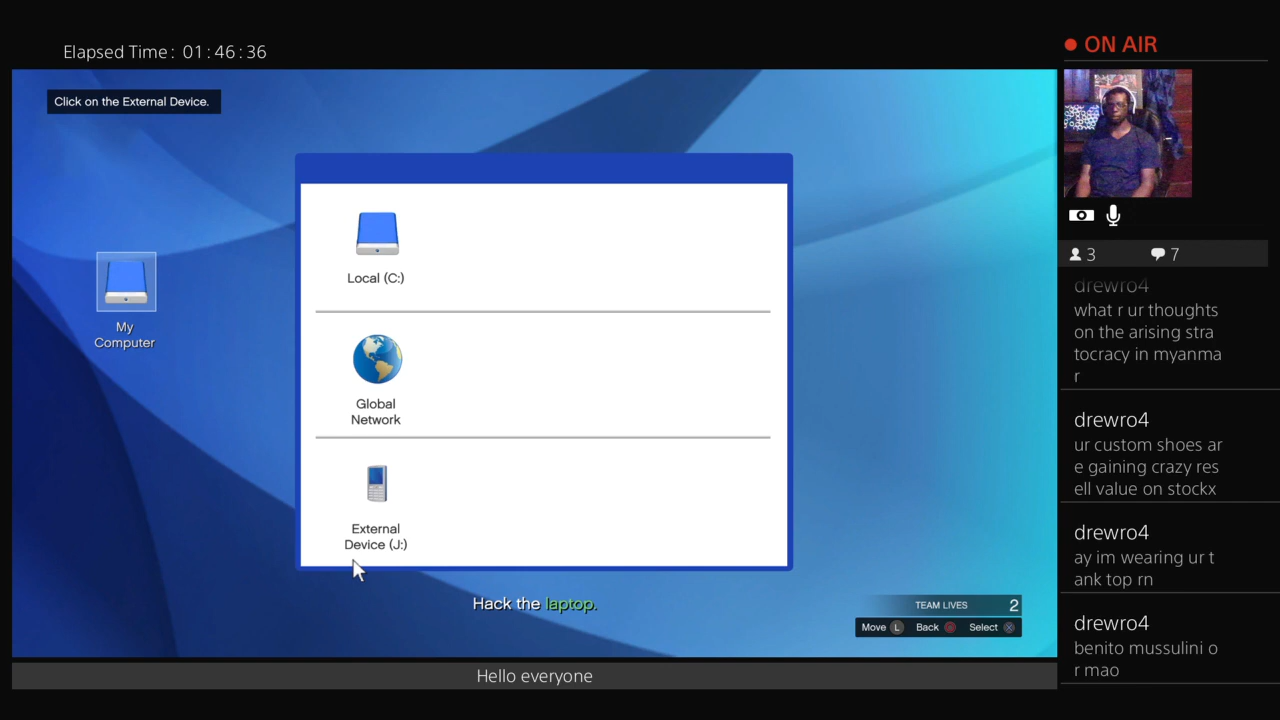 Elapsed Time: 01:46:36
ON AIR
Click on the External Device.
Local (C:)
My
Computer
Global
Network
External
Device (J:)
Hack the laptop.
TEAM LIVES 2
Move L Back Select
Hello everyone
3 7
drewro4
what r ur thoughts
on the arising stra
tocracy in myanma
r
drewro4
ur custom shoes ar
e gaining crazy res
ell value on stockx
drewro4
ay im wearing ur t
ank top rn
drewro4
benito mussulini o
r mao